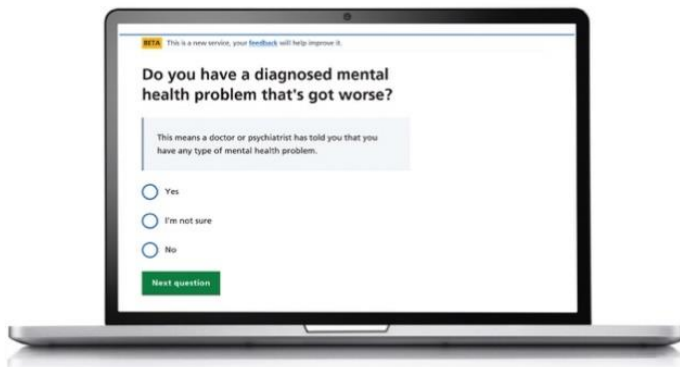 BETA This is a new service, your feedback will help improve it.
Do you have a diagnosed mental
health problem that's got worse?
This means a doctor or psychiatrist has told you that you
have any type of mental health problem.
Yes
I'm not sure
No
Next question